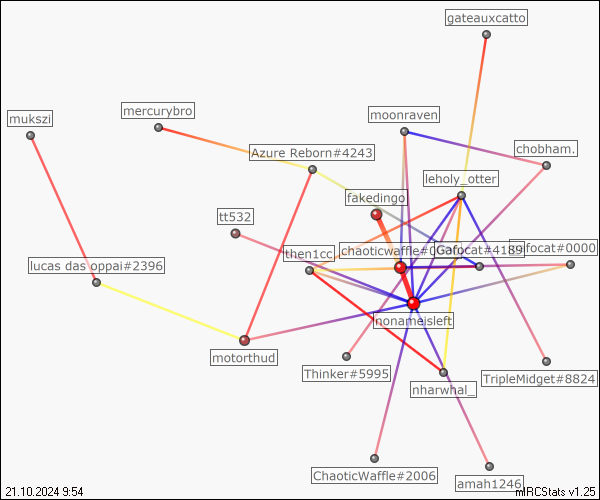 gateauxcatto
mercurybro
moonraven
mukszi
chobham.
Azure Reborn#4243
leholy_otter
fakedingo
tt532
then1cc
chaoticwaffle#0
Gafocat#4189
focat#0000
lucas das oppai#2396
nonameisleft
motorthud
Thinker#5995
TripleMidget#8824
nharwhal_
ChaoticWaffle#2006
amah1246
21.10.2024 9:54
mIRCStats v1.25